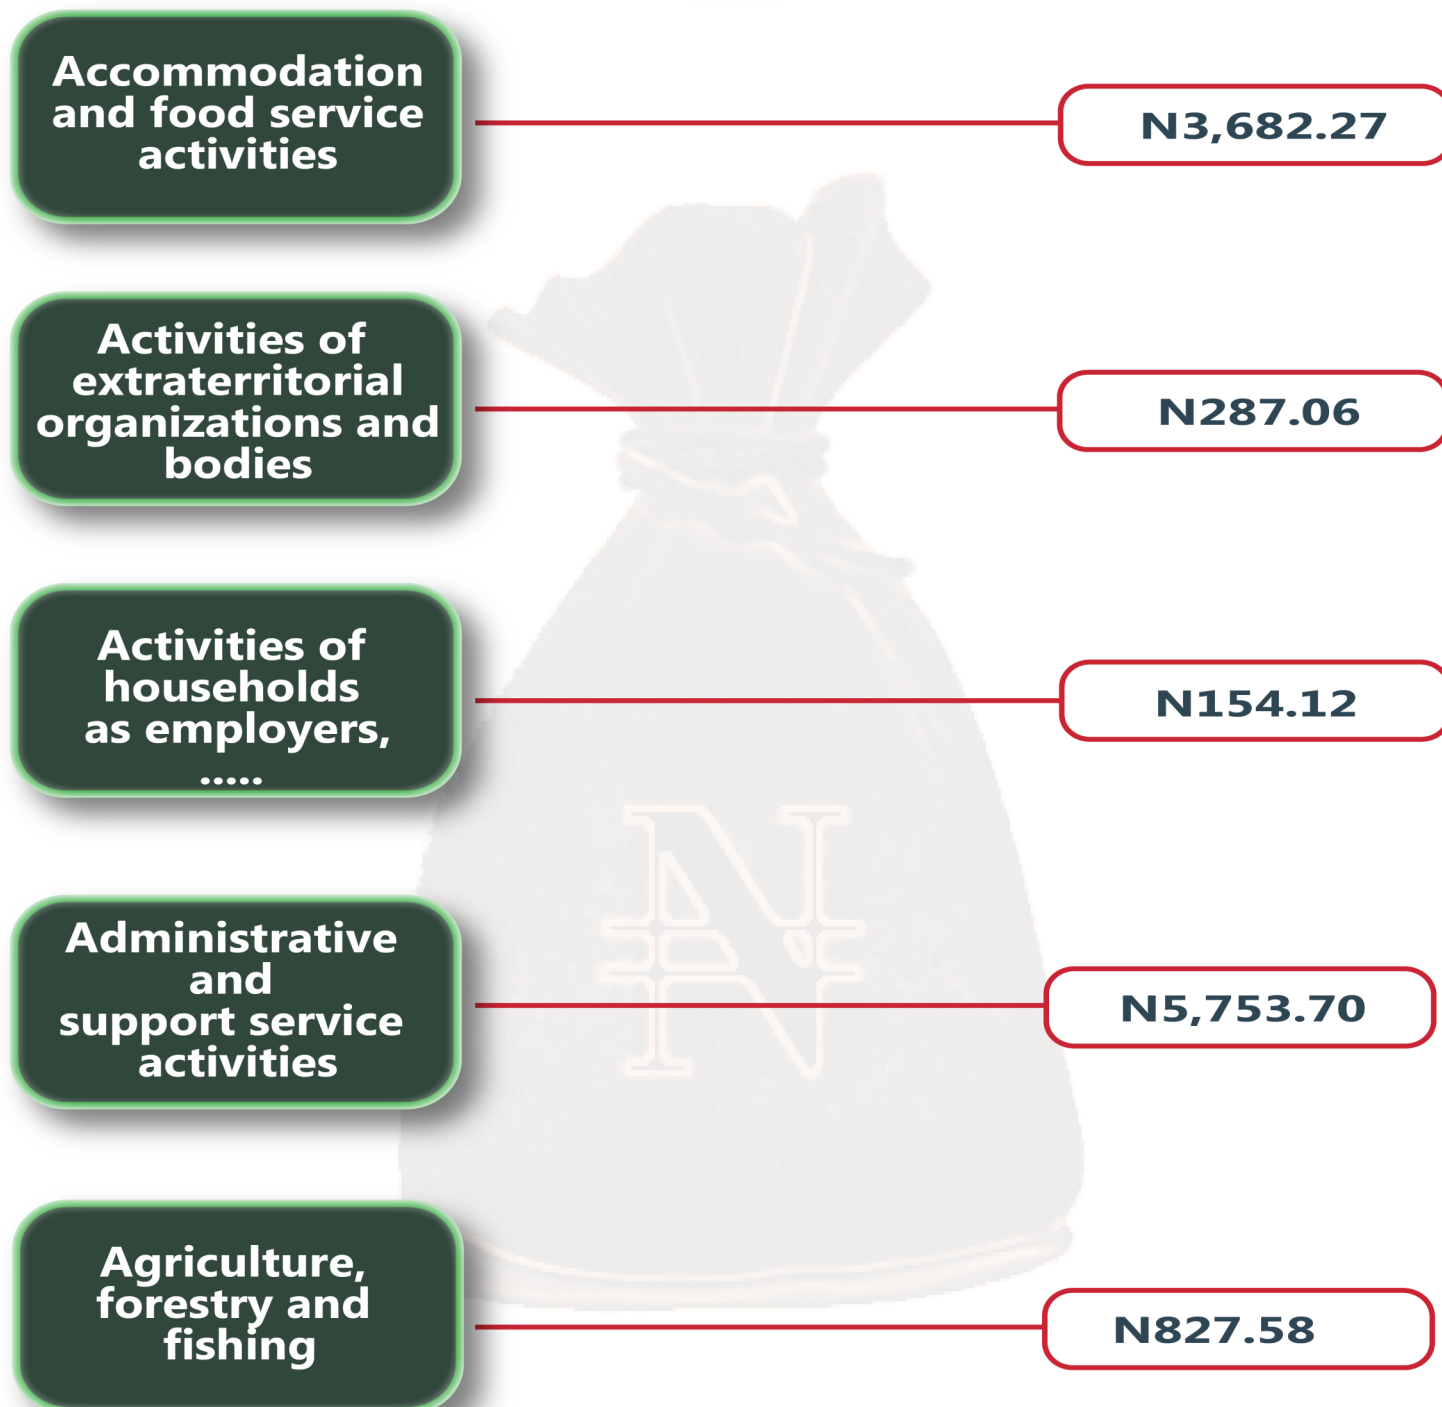 Accommodation
and food service
activities
N3,682.27
Activities of
extraterritorial
organizations and
bodies
N287.06
Activities of
households
as employers,
.....
N154.12
Administrative
and
support service
activities
N5,753.70
Agriculture,
forestry and
fishing
N827.58
₦